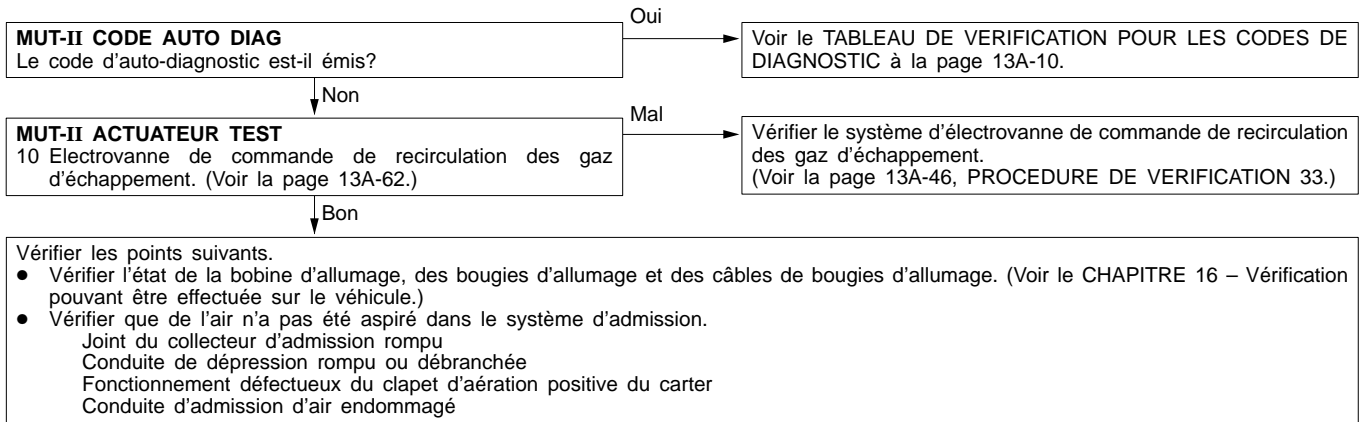 Oui
MUT-II CODE AUTO DIAG
Le code d'auto-diagnostic est-il émis?
Voir le TABLEAU DE VERIFICATION POUR LES CODES DE
DIAGNOSTIC à la page 13A-10.
Non
Mal
MUT-II ACTUATEUR TEST
10 Electrovanne de commande de recirculation des gaz
d'échappement. (Voir la page 13A-62.)
Vérifier le système d'électrovanne de commande de recirculation
des gaz d'échappement.
(Voir la page 13A-46, PROCEDURE DE VERIFICATION 33.)
Bon
Vérifier les points suivants.
● Vérifier l'état de la bobine d'allumage, des bougies d'allumage et des câbles de bougies d'allumage. (Voir le CHAPITRE 16 – Vérification
pouvant être effectuée sur le véhicule.)
● Vérifier que de l'air n'a pas été aspiré dans le système d'admission.
Joint du collecteur d'admission rompu
Conduite de dépression rompu ou débranchée
Fonctionnement défectueux du clapet d'aération positive du carter
Conduite d'admission d'air endommagé